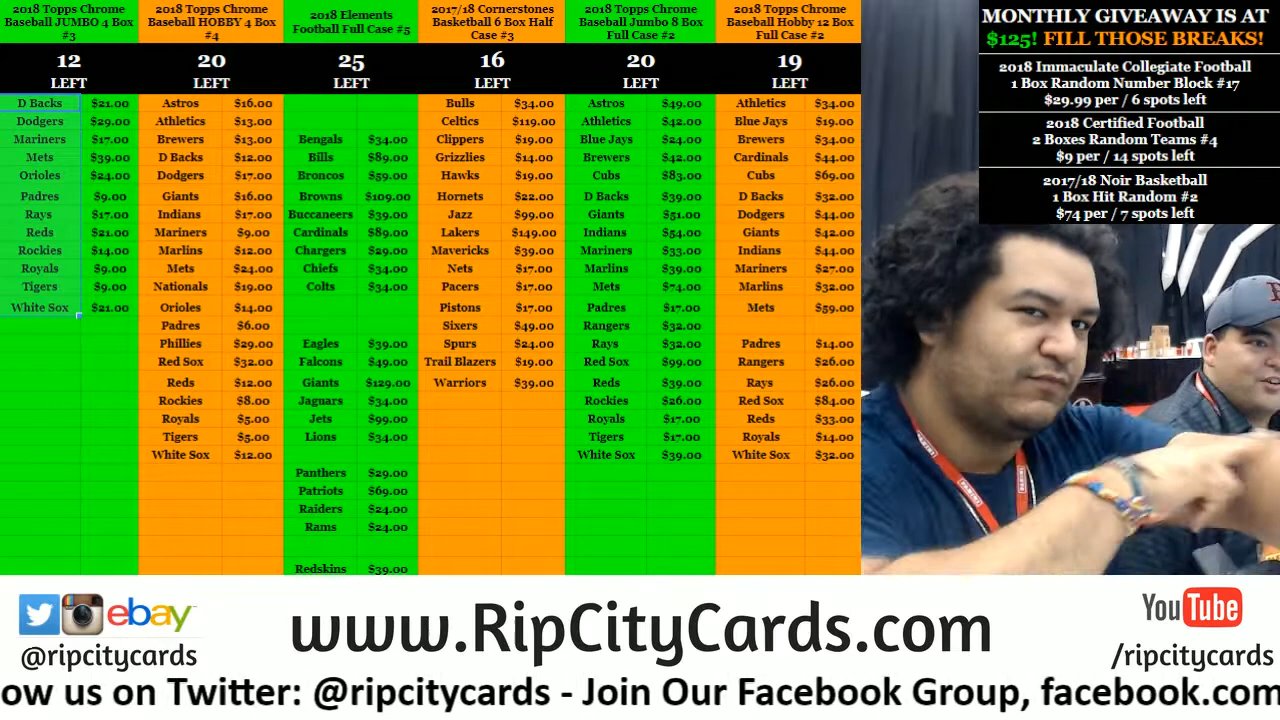 2018 Topps Chrome
Baseball JUMBO 4 Box
#3
12
LEFT
D Backs $21.00
Dodgers $29.00
Mariners $17.00
Mets $39.00
Orioles $24.00
Padres $9.00
Rays $17.00
Reds $21.00
Rockies $14.00
Royals $9.00
Tigers $9.00
White Sox $21.00
2018 Topps Chrome
Baseball HOBBY 4 Box
#4
20
LEFT
Astros $16.00
Athletics $13.00
Brewers $13.00
D Backs $12.00
Dodgers $17.00
Giants $16.00
Indians $17.00
Mariners $9.00
Marlins $12.00
Mets $24.00
Nationals $19.00
Orioles $14.00
Padres $6.00
Phillies $29.00
Red Sox $32.00
Reds $12.00
Rockies $8.00
Royals $5.00
Tigers $5.00
White Sox $12.00
2018 Elements
Football Full Case #5
25
LEFT
Bengals $34.00
Bills $89.00
Broncos $59.00
Browns $109.00
Buccaneers $39.00
Cardinals $89.00
Chargers $29.00
Chiefs $34.00
Colts $34.00
Eagles $39.00
Falcons $49.00
Giants $129.00
Jaguars $34.00
Jets $99.00
Lions $34.00
Panthers $29.00
Patriots $69.00
Raiders $24.00
Rams $24.00
Redskins $39.00
2017/18 Cornerstones
Basketball 6 Box Half
Case #3
16
LEFT
Bulls $34.00
Celtics $119.00
Clippers $19.00
Grizzlies $14.00
Hawks $19.00
Hornets $22.00
Jazz $99.00
Lakers $149.00
Mavericks $39.00
Nets $17.00
Pacers $17.00
Pistons $17.00
Sixers $49.00
Spurs $24.00
Trail Blazers $19.00
Warriors $39.00
2018 Topps Chrome
Baseball Jumbo 8 Box
Full Case #2
20
LEFT
Astros $49.00
Athletics $42.00
Blue Jays $24.00
Brewers $42.00
Cubs $83.00
D Backs $39.00
Giants $51.00
Indians $54.00
Mariners $33.00
Marlins $39.00
Mets $74.00
Padres $17.00
Rangers $32.00
Rays $32.00
Red Sox $99.00
Reds $39.00
Rockies $26.00
Royals $17.00
Tigers $17.00
White Sox $39.00
2018 Topps Chrome
Baseball Hobby 12 Box
Full Case #2
19
LEFT
Athletics $34.00
Blue Jays $19.00
Brewers $34.00
Cardinals $44.00
Cubs $69.00
D Backs $32.00
Dodgers $44.00
Giants $42.00
Indians $44.00
Mariners $27.00
Marlins $32.00
Mets $59.00
Padres $14.00
Rangers $26.00
Rays $26.00
Red Sox $84.00
Reds $33.00
Royals $14.00
White Sox $32.00
MONTHLY GIVEAWAY IS AT
$125! FILL THOSE BREAKS!
2018 Immaculate Collegiate Football
1 Box Random Number Block #17
$29.99 per / 6 spots left
2018 Certified Football
2 Boxes Random Teams #4
$9 per / 14 spots left
2017/18 Noir Basketball
1 Box Hit Random #2
$74 per / 7 spots left
PANINI
ebay
@ripcitycards
www.RipCityCards.com
YouTube
/ripcitycards
ow us on Twitter: @ripcitycards - Join Our Facebook Group, facebook.com